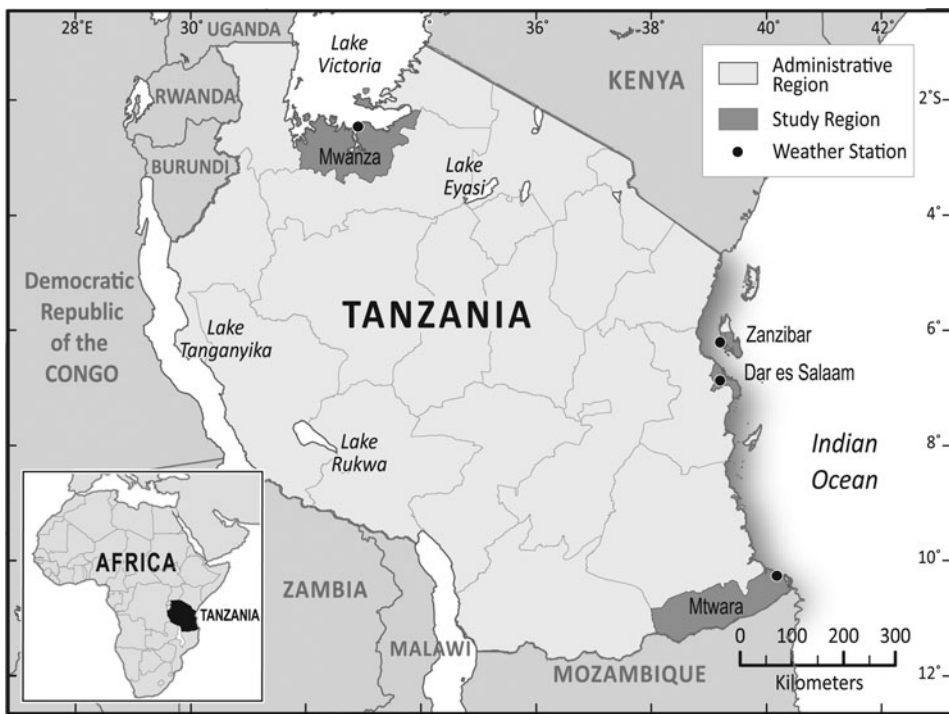 28°E
30°
36°
-38°
40°
42°
UGANDA
Lake
Victoria
KENYA
Administrative
Region
Study Region
Weather Station
2°S
RWANDA
BURUNDI
Mwanza
Lake
Eyasi
4°
Democratic
Republic
of the
CONGO
TANZANIA
Lake
Tanganyika
6°
Zanzibar
Dar es Salaam
8°
Lake
Rukwa
Indian
Ocean
AFRICA
TANZANIA
ZAMBIA
MALAWI
MOZAMBIQUE
Mtwara
10°
0 100 200 300
Kilometers
12°